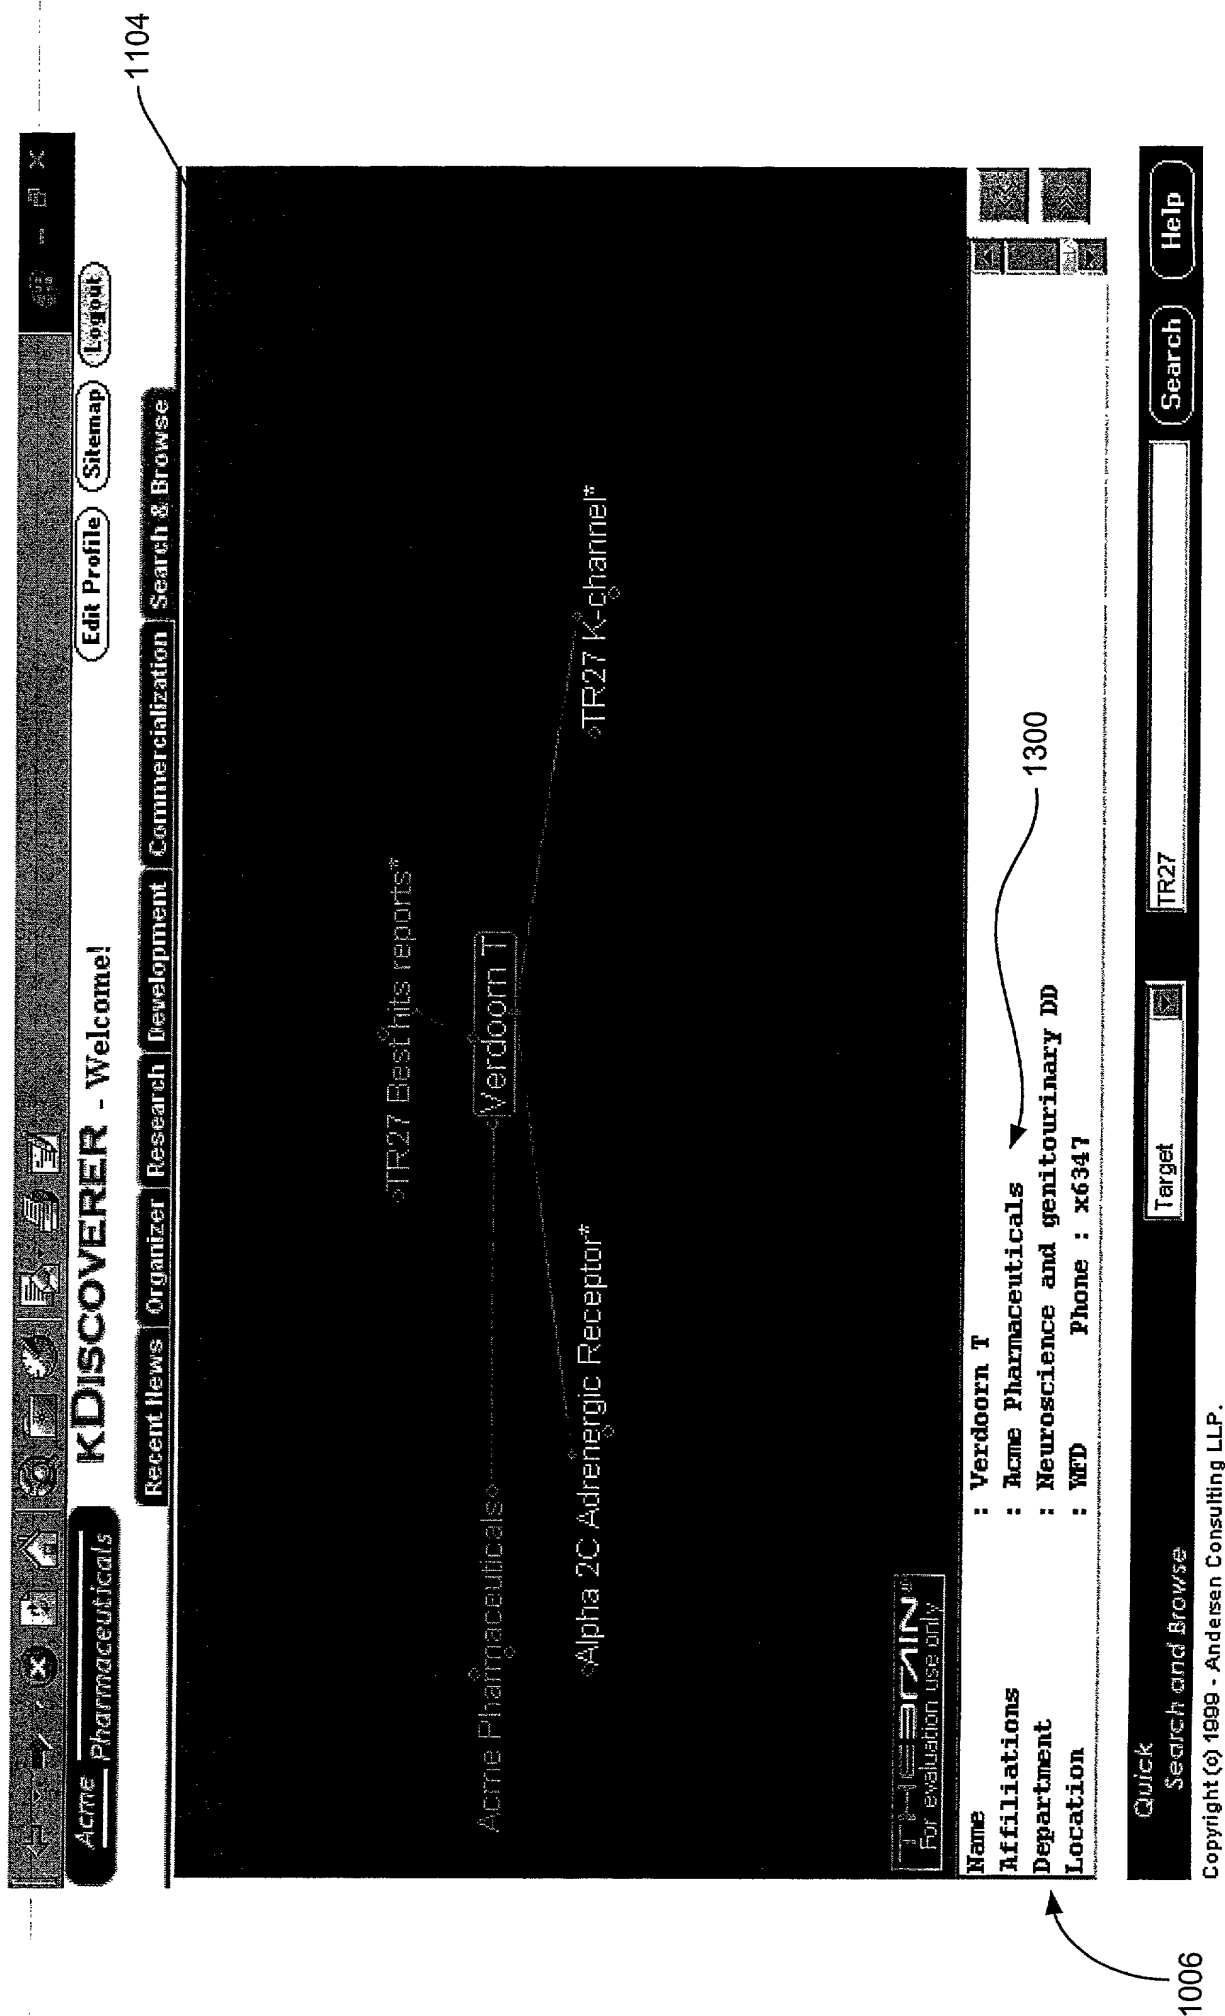 1104
Acme
Pharmaceuticals
KDISCOVERER - Welcome!
Edit Profile
Sitemap
Logout
Recent News
Organizer
Research
Development
Commercialization
Search & Browse
TR27 Best hits reports*
Acme Pharmaceuticals
Verdoorn T
Alpha 2C Adrenergic Receptor*
TR27 K-channel*
THEBRAIN®
For evaluation use only
Name : Verdoorn T
Affiliations : Acme Pharmaceuticals
1300
Department : Neuroscience and genitourinary DD
Location : WFD Phone : x6347
1006
Quick
Search and Browse
Target
TR27
Search
Help
Copyright (c) 1999 - Andersen Consulting LLP.